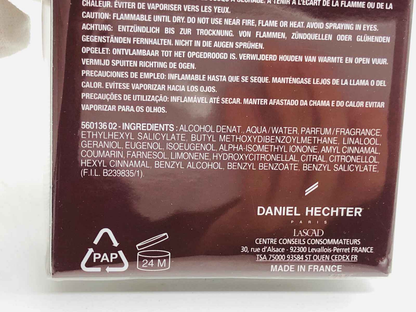 CHALEUR. ÉVITER DE VAPORISER VERS LES YEUX.
CAUTION: FLAMMABLE UNTIL DRY. DO NOT USE NEAR FIRE, FLAME OR HEAT. AVOID SPRAYING IN EYES.
ACHTUNG: ENTZÜNDLICH BIS ZUR TROCKNUNG. VON FLAMMEN, ZÜNDQUELLEN ODER GLÜHENDEN
GEGENSTÄNDEN FERNHALTEN. NICHT IN DIE AUGEN SPRÜHEN.
OPGELET: ONTVLAMBAAR TOT HET OPGEDROOGD IS. VERWIJDERD HOUDEN VAN WARMTE EN OPEN VUUR.
VERMIJD SPUITEN RICHTING DE OGEN.
PRECAUCIONES DE EMPLEO: INFLAMABLE HASTA QUE SE SEQUE. MANTÉNGASE LEJOS DE LA LLAMA O DEL
CALOR. EVÍTESE VAPORIZAR HACIA LOS OJOS.
PRECAUÇÕES DE UTILIZAÇÃO: INFLAMÁVEL ATÉ SECAR. MANTER AFASTADO DA CHAMA E DO CALOR EVITAR
VAPORIZAR PARA OS OLHOS.
560136 02 - INGREDIENTS: ALCOHOL DENAT., AQUA / WATER, PARFUM / FRAGRANCE,
ETHYLHEXYL SALICYLATE, BUTYL METHOXYDIBENZOYLMETHANE, LINALOOL,
GERANIOL, EUGENOL, ISOEUGENOL, ALPHA-ISOMETHYL IONONE, AMYL CINNAMAL,
COUMARIN, FARNESOL, LIMONENE, HYDROXYCITRONELLAL, CITRAL, CITRONELLOL,
HEXYL CINNAMAL, BENZYL ALCOHOL, BENZYL BENZOATE, BENZYL SALICYLATE,
(F.I.L. B239835/1).
DANIEL HECHTER
PARIS
LASCAD
CENTRE CONSEILS CONSOMMATEURS
30, rue d'Alsace - 92300 Levallois-Perret FRANCE
TSA 75000 93584 ST OUEN CEDEX FR
MADE IN FRANCE
PAP
24 M